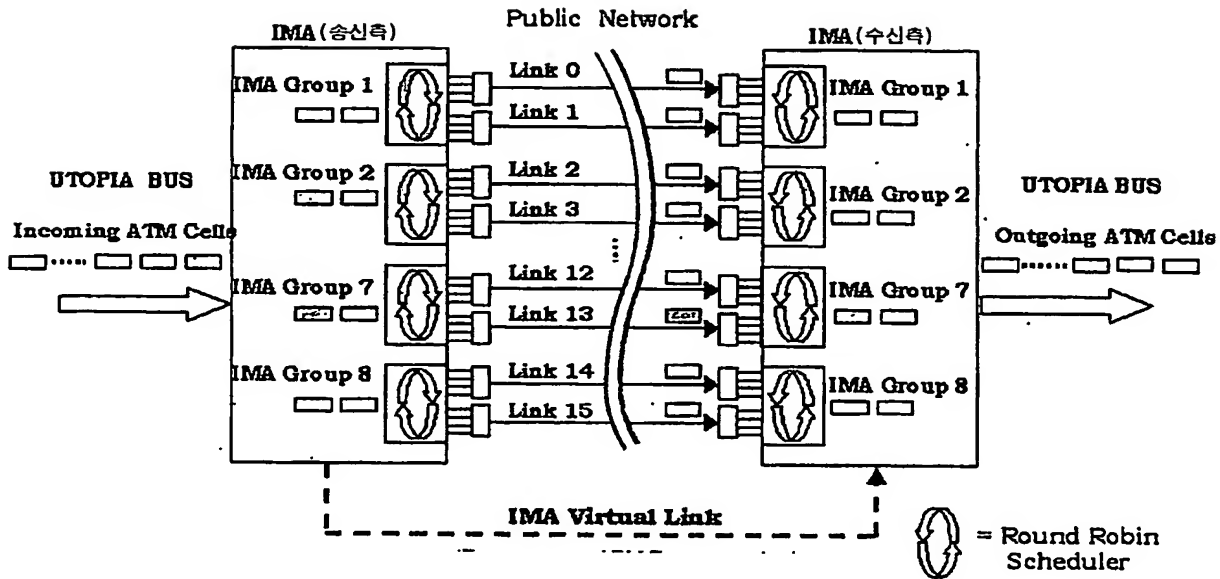 Public Network
IMA (송신측)
IMA (수신측)
IMA Group 1
Link 0
Link 1
IMA Group 1
IMA Group 2
Link 2
Link 3
IMA Group 2
UTOPIA BUS
Incoming ATM Cells
UTOPIA BUS
Outgoing ATM Cells
IMA Group 7
Link 12
Link 13
IMA Group 7
IMA Group 8
Link 14
Link 15
IMA Group 8
IMA Virtual Link
= Round Robin
Scheduler